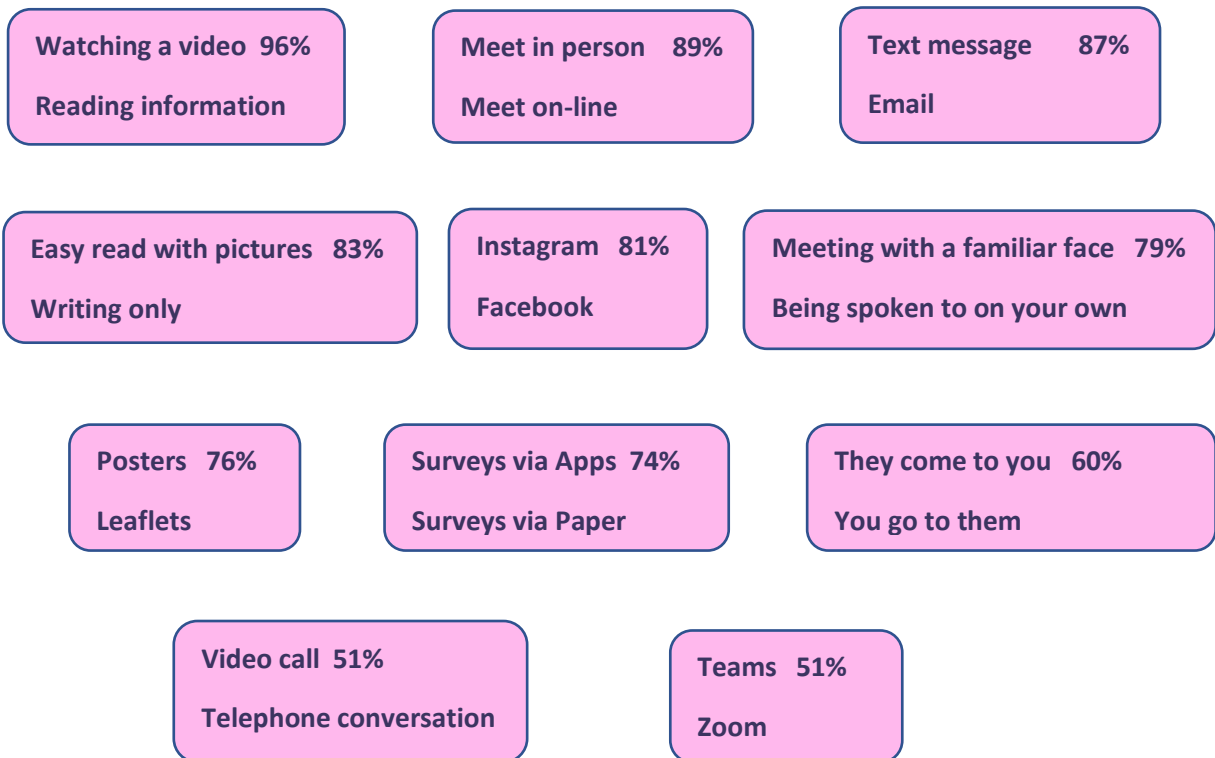 Watching a video 96%
Reading information
Meet in person 89%
Meet on-line
Text message 87%
Email
Easy read with pictures 83%
Writing only
Instagram 81%
Facebook
Meeting with a familiar face 79%
Being spoken to on your own
Posters 76%
Leaflets
Surveys via Apps 74%
Surveys via Paper
They come to you 60%
You go to them
Video call 51%
Telephone conversation
Teams 51%
Zoom